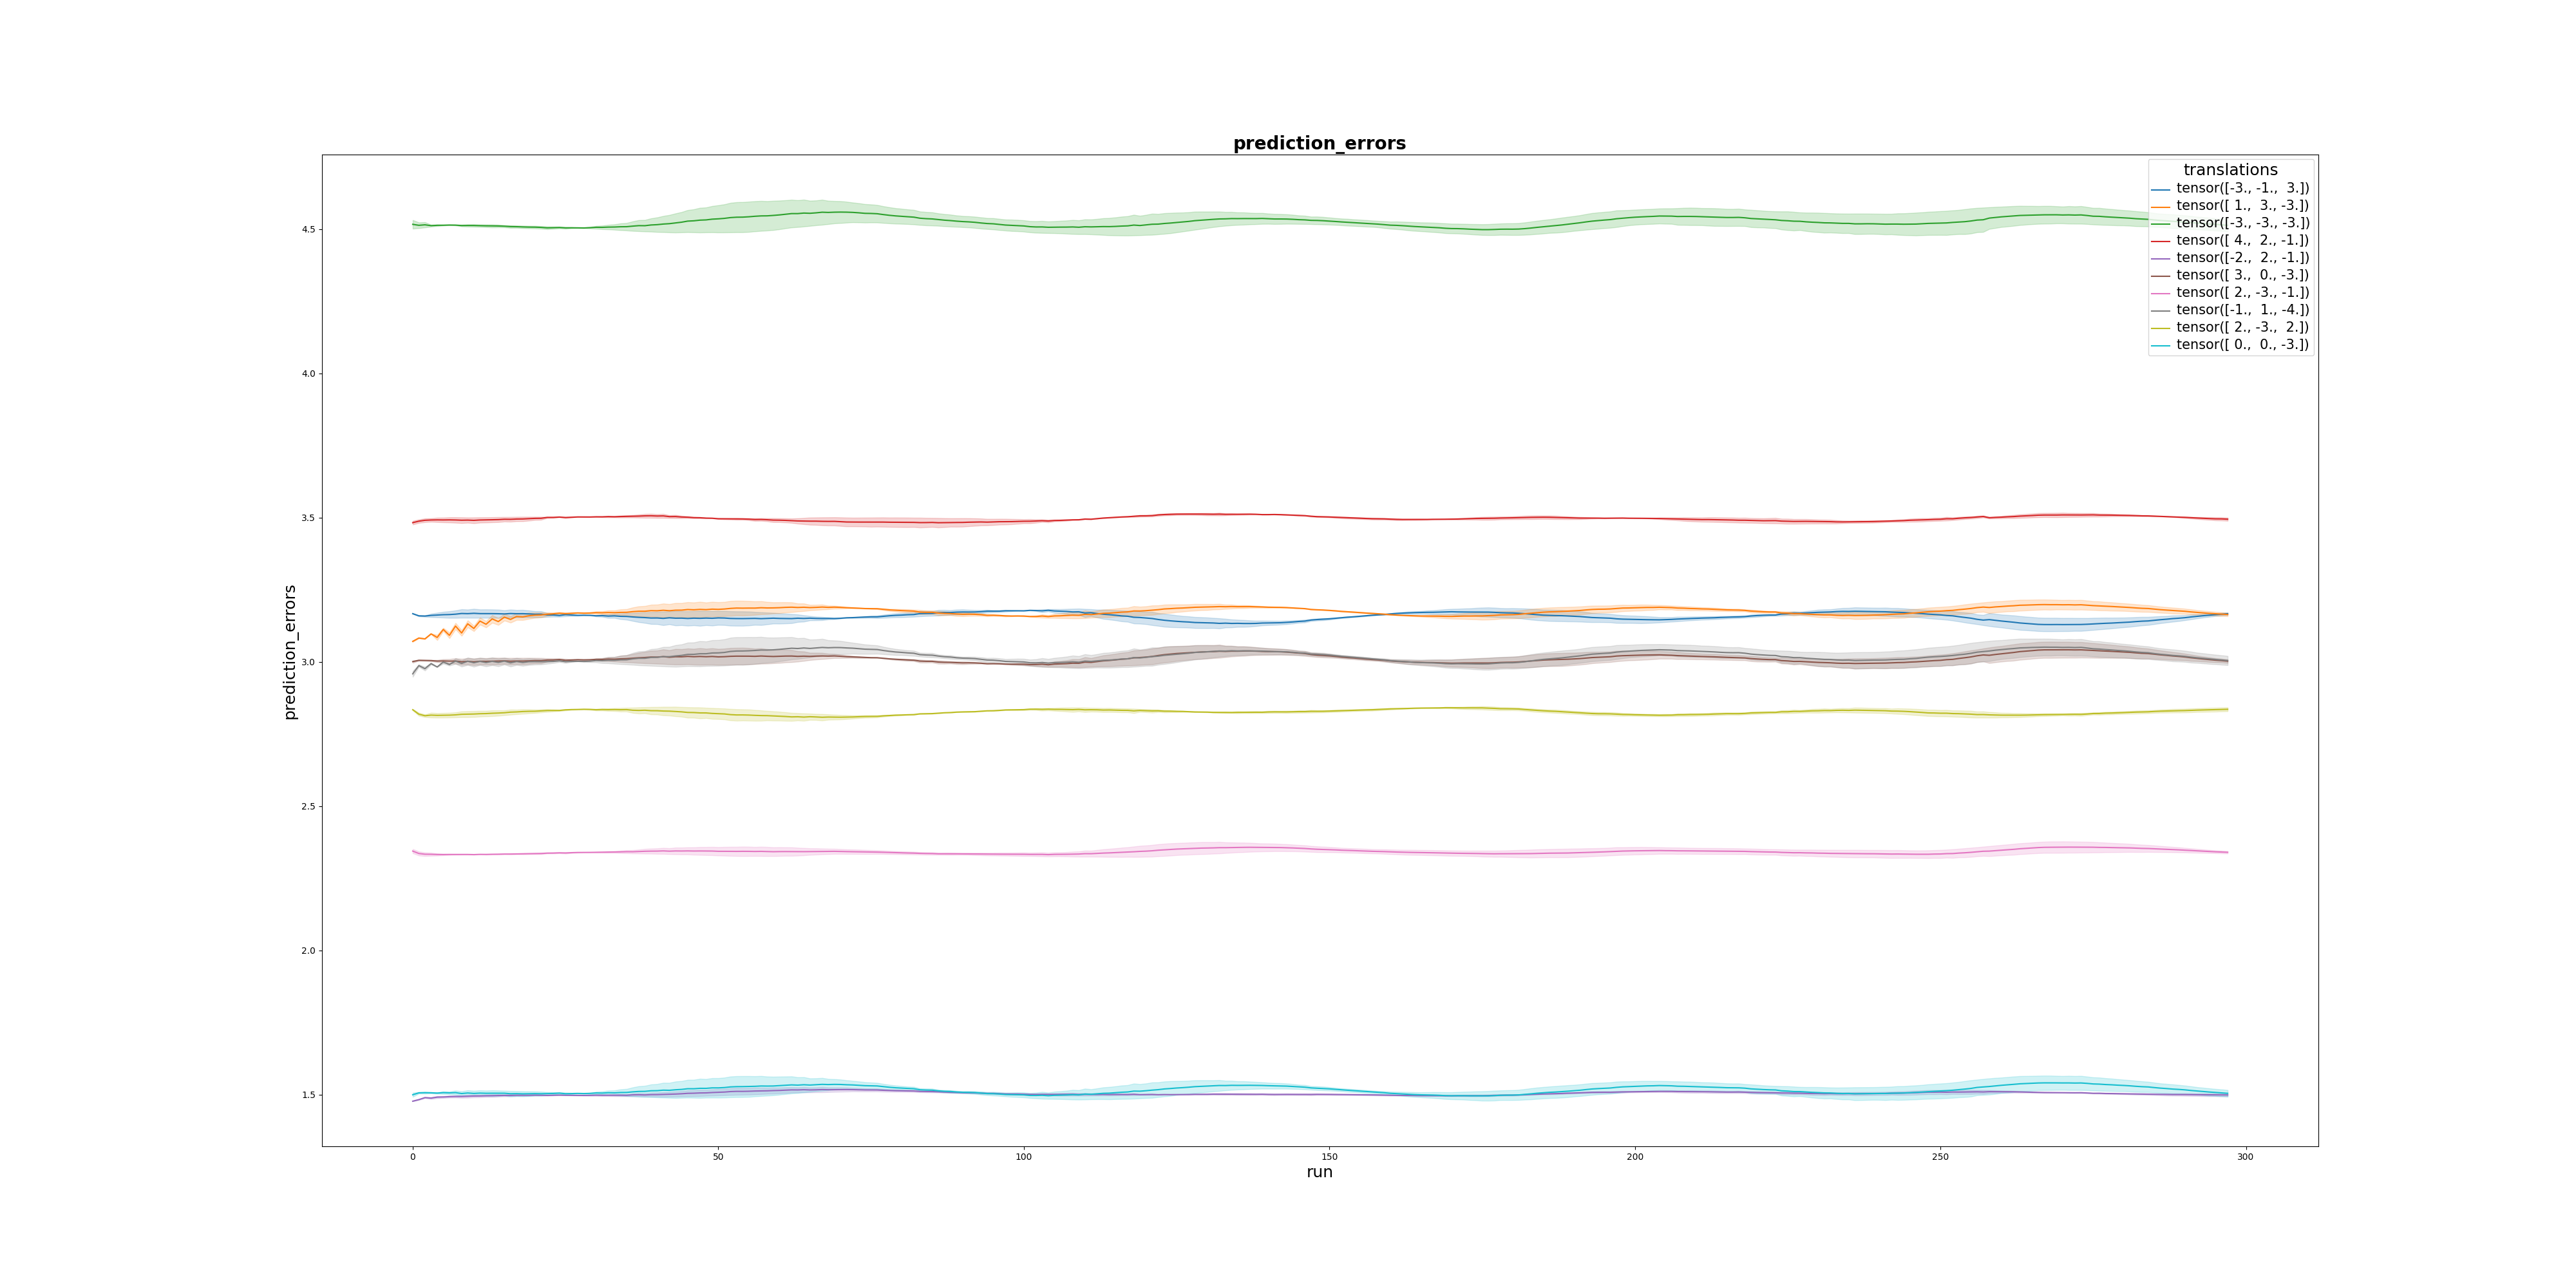 prediction_errors
translations
tensor([-3., -1.,  3.])
tensor([ 1.,  3., -3.])
tensor([-3., -3., -3.])
tensor([ 4.,  2., -1.])
tensor([-2.,  2., -1.])
tensor([ 3.,  0., -3.])
tensor([ 2., -3., -1.])
tensor([-1.,  1., -4.])
tensor([ 2., -3.,  2.])
tensor([ 0.,  0., -3.])
prediction_errors
4.5
4.0
3.5
3.0
2.5
2.0
1.5
0 50 100 150 200 250 300
run